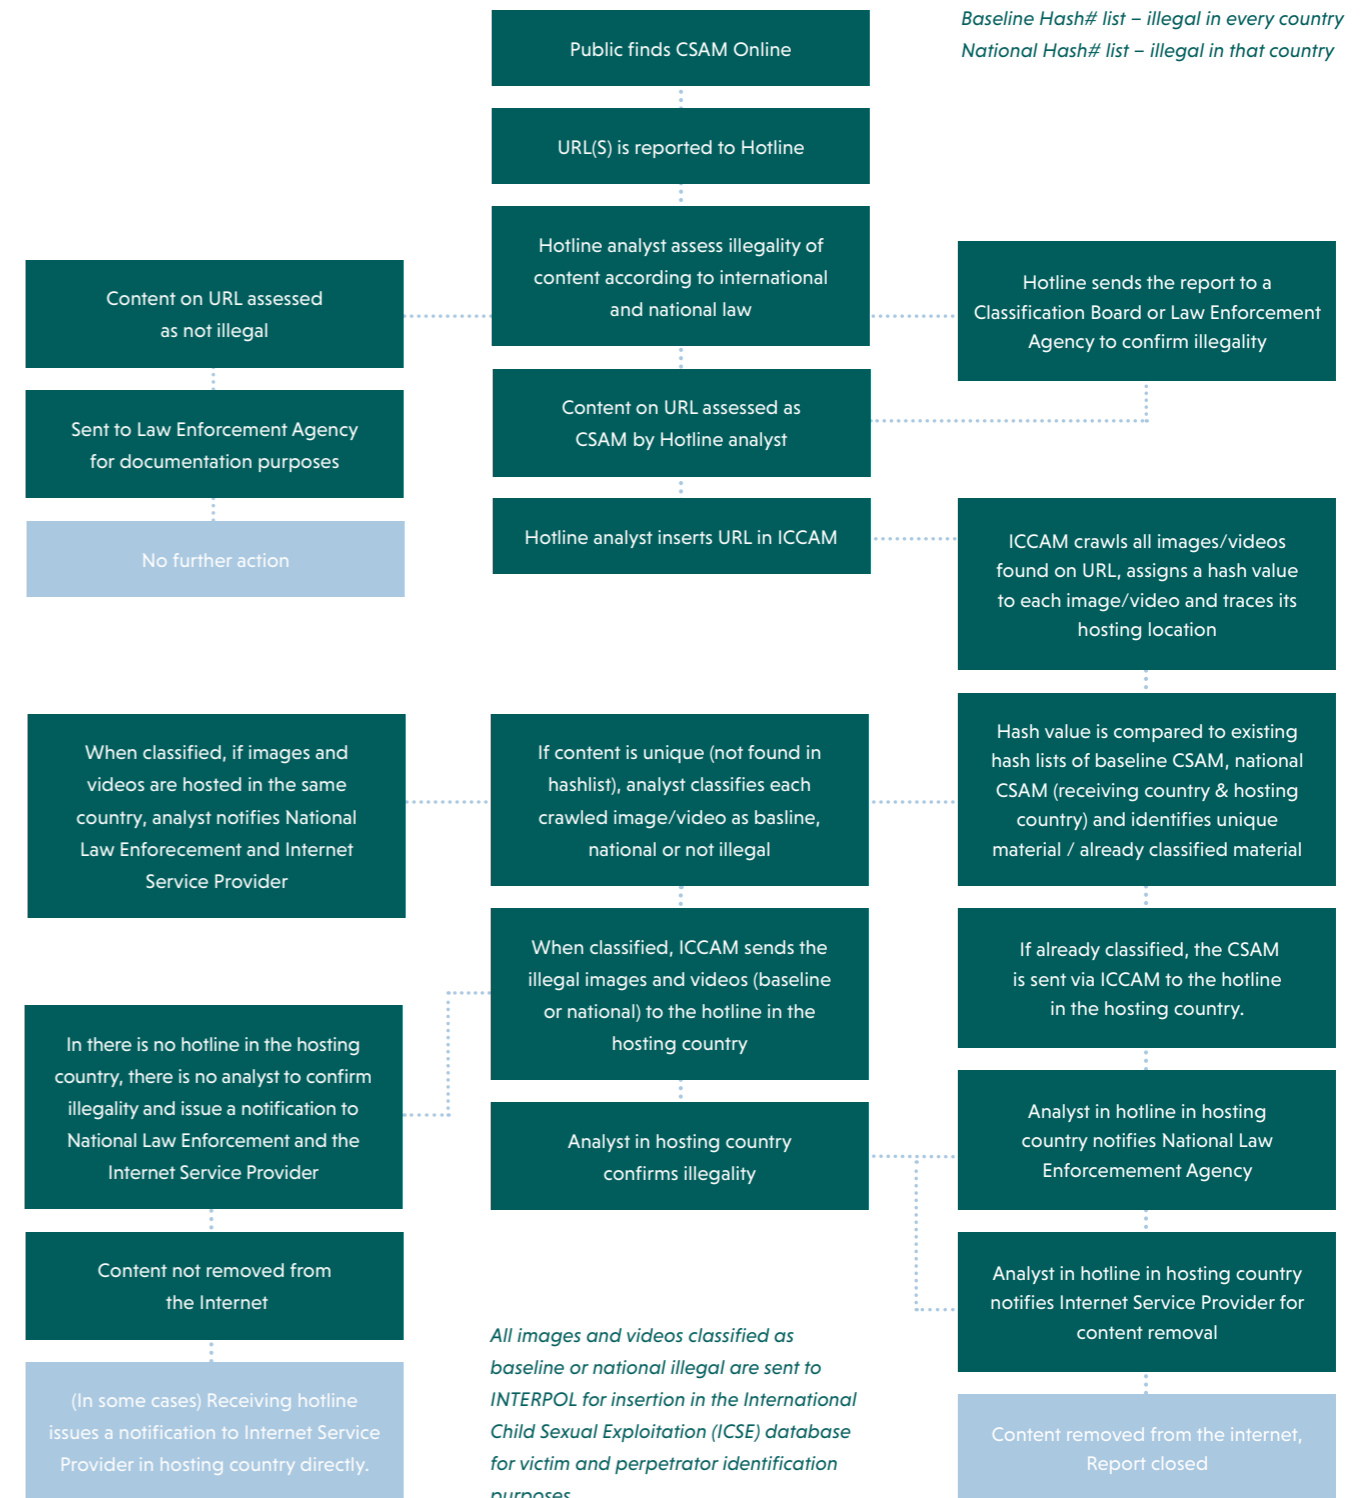 Baseline Hash# list – illegal in every country
National Hash# list – illegal in that country
Public finds CSAM Online
URL(S) is reported to Hotline
Hotline analyst assess illegality of
content according to international
and national law
Content on URL assessed
as not illegal
Hotline sends the report to a
Classification Board or Law Enforcement
Agency to confirm illegality
Sent to Law Enforcement Agency
for documentation purposes
Content on URL assessed as
CSAM by Hotline analyst
No further action
Hotline analyst inserts URL in ICCAM
ICCAM crawls all images/videos
found on URL, assigns a hash value
to each image/video and traces its
hosting location
When classified, if images and
videos are hosted in the same
country, analyst notifies National
Law Enforecement and Internet
Service Provider
If content is unique (not found in
hashlist), analyst classifies each
crawled image/video as basline,
national or not illegal
Hash value is compared to existing
hash lists of baseline CSAM, national
CSAM (receiving country & hosting
country) and identifies unique
material / already classified material
When classified, ICCAM sends the
illegal images and videos (baseline
or national) to the hotline in the
hosting country
If already classified, the CSAM
is sent via ICCAM to the hotline
in the hosting country.
In there is no hotline in the hosting
country, there is no analyst to confirm
illegality and issue a notification to
National Law Enforcement and the
Internet Service Provider
Analyst in hosting country
confirms illegality
Analyst in hotline in hosting
country notifies National Law
Enforcemement Agency
Content not removed from
the Internet
Analyst in hotline in hosting country
notifies Internet Service Provider for
content removal
(In some cases) Receiving hotline
issues a notification to Internet Service
Provider in hosting country directly.
All images and videos classified as
baseline or national illegal are sent to
INTERPOL for insertion in the International
Child Sexual Exploitation (ICSE) database
for victim and perpetrator identification
purposes
Content removed from the internet,
Report closed